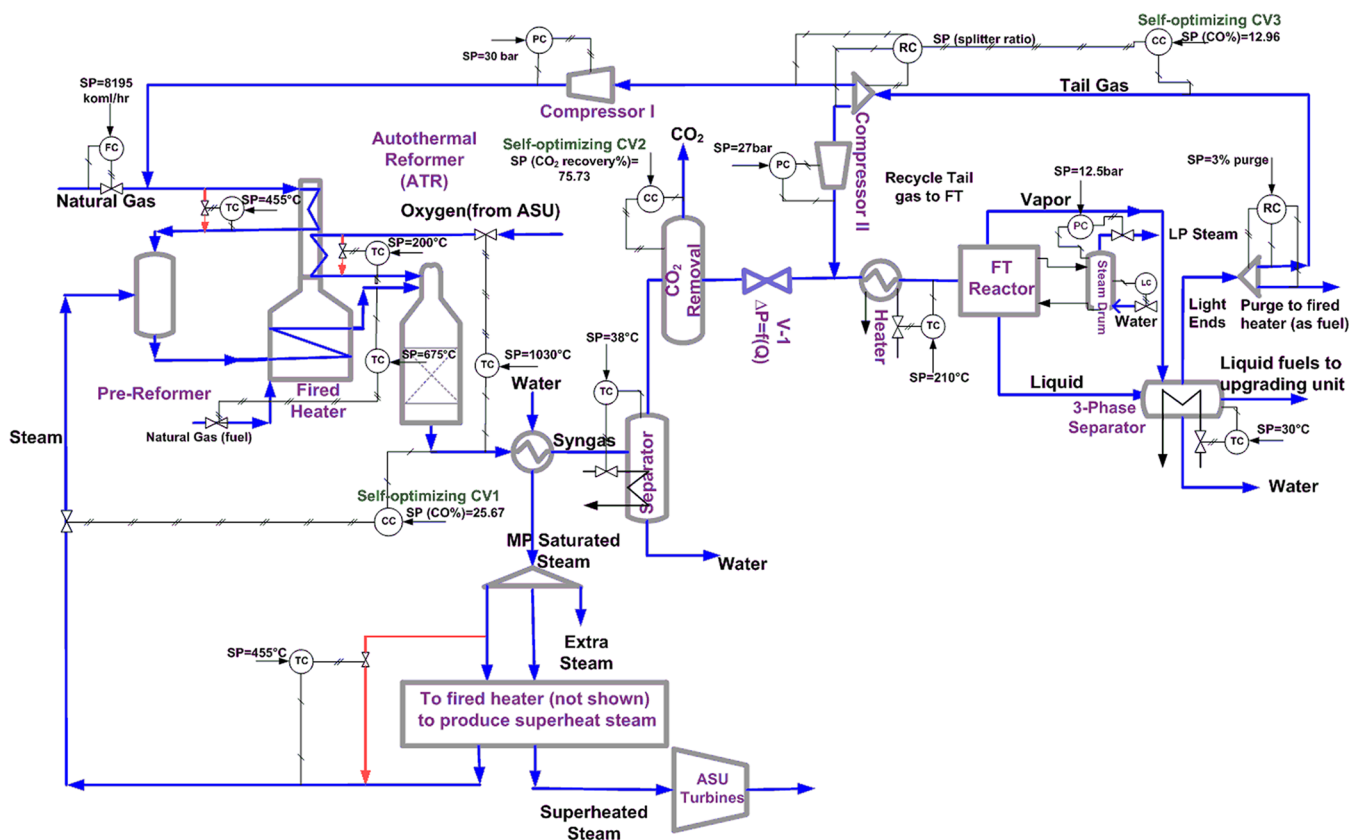 Self-optimizing CV3
SP (CO%)=12.96
CC
SP (splitter ratio)
RC
PC
SP=30 bar
Compressor I
Tail Gas
SP=8195
koml/hr
FC
Natural Gas
SP=455°C
TC
Autothermal
Reformer
(ATR)
Oxygen(from ASU)
SP=200°C
TC
CO2
Self-optimizing CV2
SP (CO2 recovery%)=
75.73
CC
SP=27bar
PC
Compressor II
Recycle Tail
gas to FT
SP=12.5bar
Vapor
PC
LP Steam
SP=3% purge
RC
CO2
Removal
V-1
ΔP=f(Q)
Heater
TC
SP=210°C
FT
Reactor
Steam Drum
LC
Water
Light
Ends
Purge to fired
heater (as fuel)
Liquid
Liquid fuels to
upgrading unit
3-Phase
Separator
TC
SP=30°C
Water
Pre-Reformer
Fired
Heater
Natural Gas (fuel)
TC
SP=675°C
TC
SP=1030°C
Water
Syngas
SP=38°C
TC
Separator
Water
Steam
Self-optimizing CV1
SP (CO%)=25.67
CC
MP Saturated
Steam
Extra
Steam
SP=455°C
TC
To fired heater (not shown)
to produce superheat steam
ASU
Turbines
Superheated
Steam